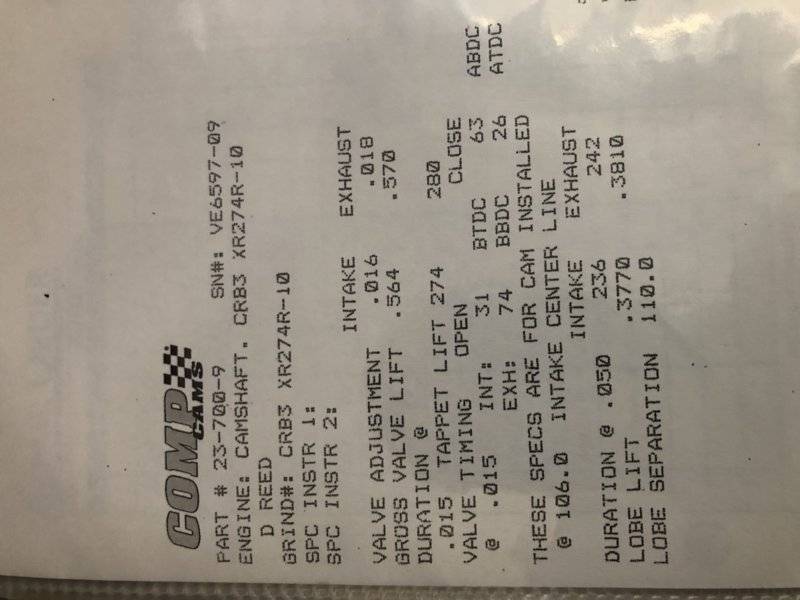 COMP
CAMS
PART # 23-700-9 SN#: VE6597-09
ENGINE: CAMSHAFT. CRB3 XR274R-10
D REED
GRIND#: CRB3 XR274R-10
SPC INSTR 1:
SPC INSTR 2:
INTAKE EXHAUST
VALVE ADJUSTMENT .016 .018
GROSS VALVE LIFT .564 .570
DURATION @
.015 TAPPET LIFT 274 280
VALVE TIMING OPEN CLOSE
@ .015 INT: 31 BTDC 63 ABDC
EXH: 74 BBDC 26 ATDC
THESE SPECS ARE FOR CAM INSTALLED
@ 106.0 INTAKE CENTER LINE
INTAKE EXHAUST
DURATION @ .050 236 242
LOBE LIFT .3770 .3810
LOBE SEPARATION 110.0